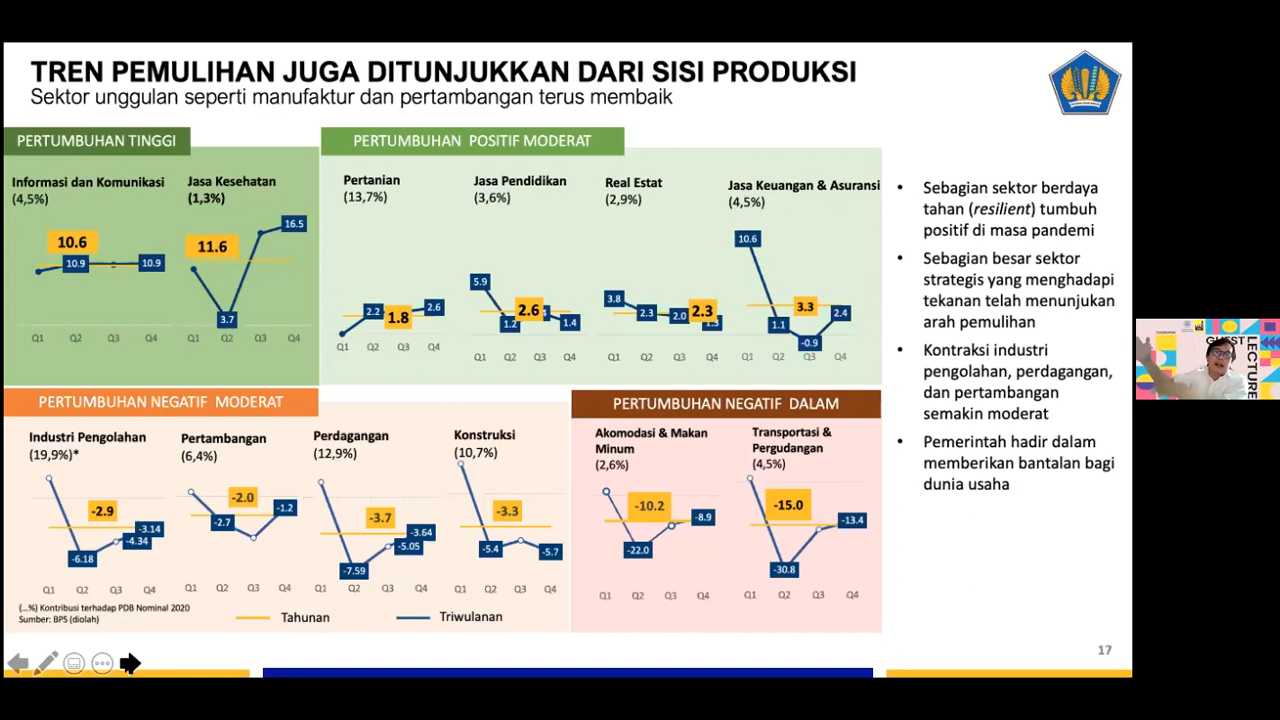 TREN PEMULIHAN JUGA DITUNJUKKAN DARI SISI PRODUKSI
Sektor unggulan seperti manufaktur dan pertambangan terus membaik
PERTUMBUHAN TINGGI
Informasi dan Komunikasi
(4,5%)
10.6
10.9
10.9
Q1 Q2 Q3 Q4
Jasa Kesehatan
(1,3%)
11.6
3.7
16.5
Q1 Q2 Q3 Q4
PERTUMBUHAN POSITIF MODERAT
Pertanian
(13,7%)
2.2
1.8
2.6
Q1 Q2 Q3 Q4
Jasa Pendidikan
(3,6%)
5.9
1.2
2.6
1.4
Q1 Q2 Q3 Q4
Real Estat
(2,9%)
3.8
2.3
2.0
2.3
Q1 Q2 Q3 Q4
Jasa Keuangan & Asuransi
(4,5%)
10.6
3.3
1.1
-0.9
2.4
Q1 Q2 Q3 Q4
PERTUMBUHAN NEGATIF MODERAT
Industri Pengolahan
(19,9%)*
-2.9
-6.18
-4.34
-3.14
Q1 Q2 Q3 Q4
Pertambangan
(6,4%)
-2.0
-2.7
-1.2
Q1 Q2 Q3 Q4
Perdagangan
(12,9%)
-3.7
-7.59
-5.05
-3.64
Q1 Q2 Q3 Q4
Konstruksi
(10,7%)
-3.3
-5.4
-5.7
Q1 Q2 Q3 Q4
PERTUMBUHAN NEGATIF DALAM
Akomodasi & Makan
Minum
(2,6%)
-10.2
-22.0
-8.9
Q1 Q2 Q3 Q4
Transportasi &
Pergudangan
(4,5%)
-15.0
-30.8
-13.4
Q1 Q2 Q3 Q4
(...%) Kontribusi terhadap PDB Nominal 2020
Sumber: BPS (diolah)
Tahunan
Triwulanan
• Sebagian sektor berdaya
tahan (resilient) tumbuh
positif di masa pandemi
• Sebagian besar sektor
strategis yang menghadapi
tekanan telah menunjukan
arah pemulihan
• Kontraksi industri
pengolahan, perdagangan,
dan pertambangan
semakin moderat
• Pemerintah hadir dalam
memberikan bantalan bagi
dunia usaha
17
GUEST
LECTURE